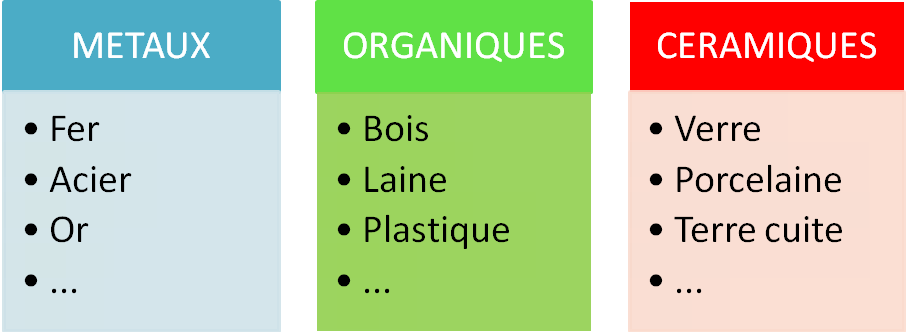 METAUX
• Fer
• Acier
• Or
• ...
ORGANIQUES
• Bois
• Laine
• Plastique
• ...
CERAMIQUES
• Verre
• Porcelaine
• Terre cuite
• ...